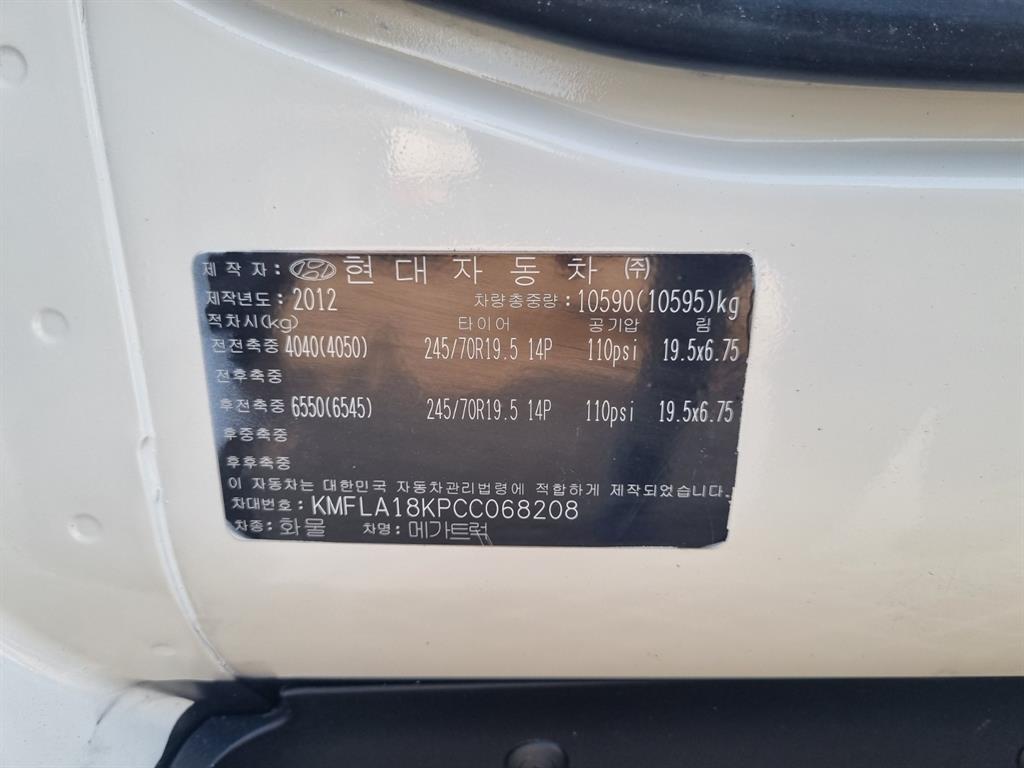 제 작 자 : 현 대 자 동 차 ㈜
제작년도 : 2012 차량총중량 : 10590(10595)kg
적차시(kg) 타이어 공기압 림
전전축중 4040(4050) 245/70R19.5 14P 110psi 19.5x6.75
전후축중
후전축중 6550(6545) 245/70R19.5 14P 110psi 19.5x6.75
후중축중
후후축중
이 자동차는 대한민국 자동차관리법령에 적합하게 제작되었습니다.
차대번호 : KMFLA18KPCC068208
차종 : 화물 차명 : 메가트럭